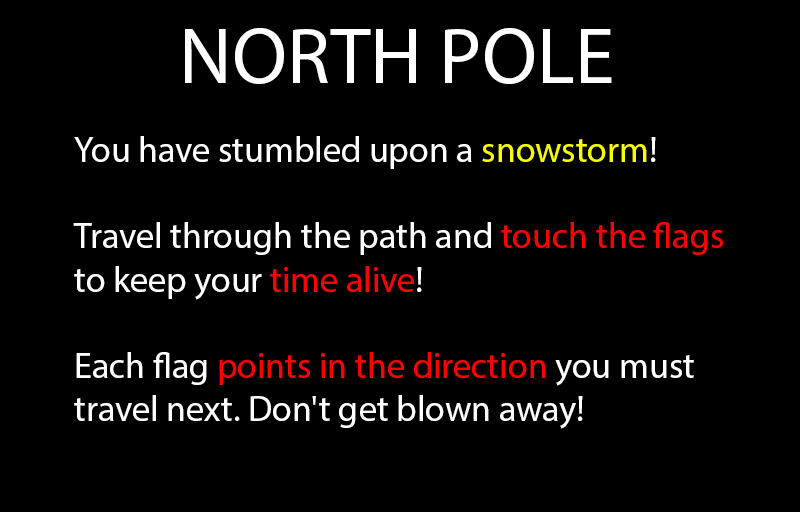 NORTH POLE
You have stumbled upon a snowstorm!
Travel through the path and touch the flags
to keep your time alive!
Each flag points in the direction you must
travel next. Don't get blown away!